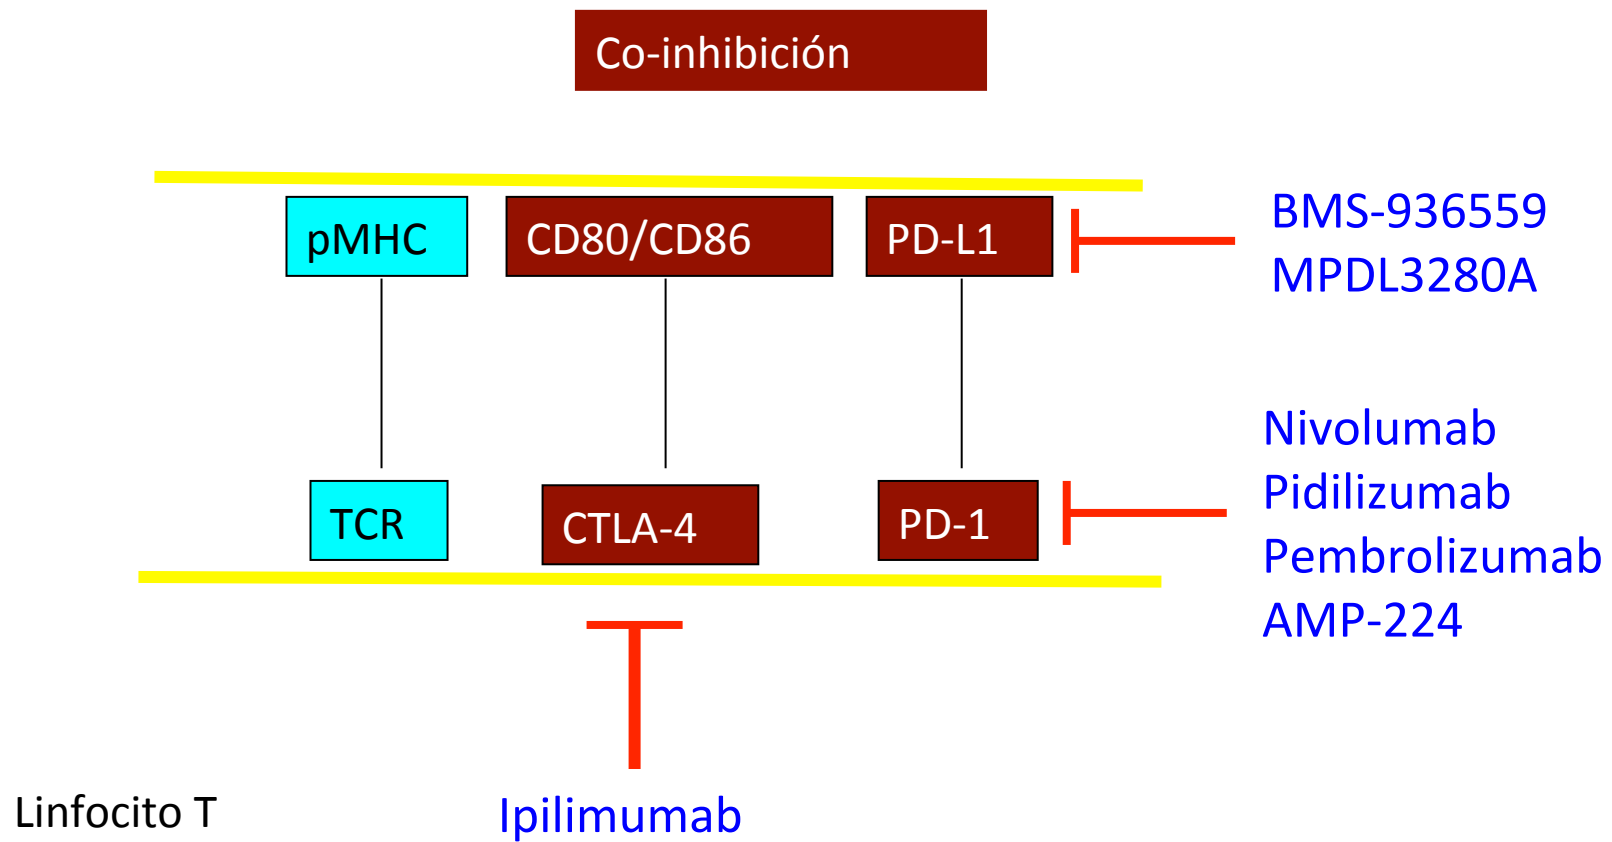 Co-inhibición
pMHC
CD80/CD86
PD-L1
BMS-936559
MPDL3280A
TCR
CTLA-4
PD-1
Nivolumab
Pidilizumab
Pembrolizumab
AMP-224
Linfocito T
Ipilimumab